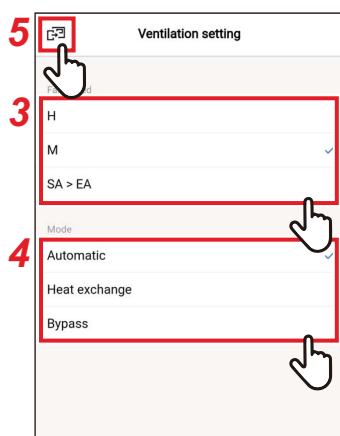 5
Ventilation setting
3
H
M
SA > EA
Mode
4
Automatic
Heat exchange
Bypass